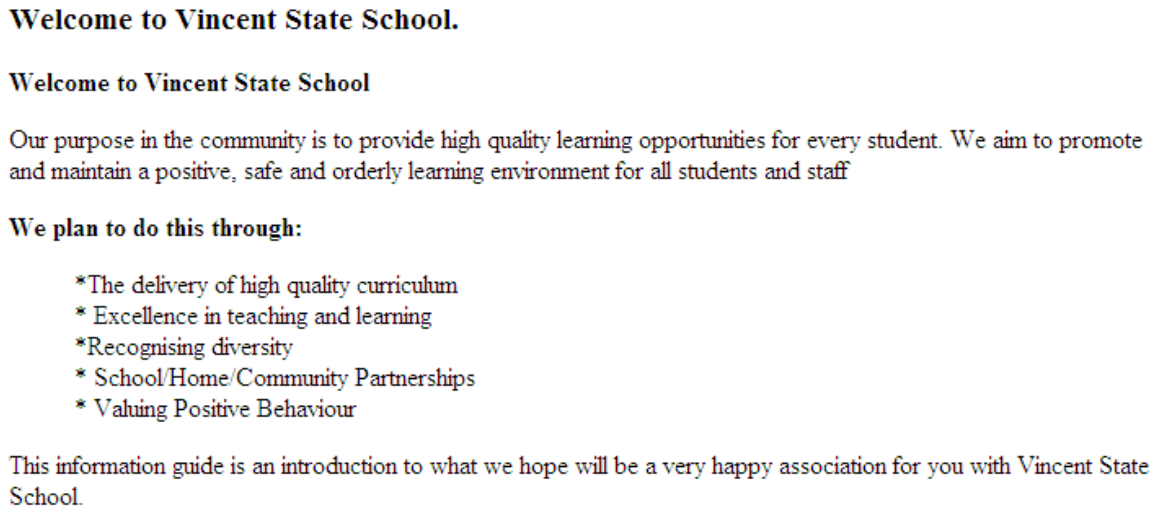 Welcome to Vincent State School.
Welcome to Vincent State School
Our purpose in the community is to provide high quality learning opportunities for every student. We aim to promote
and maintain a positive, safe and orderly learning environment for all students and staff
We plan to do this through:
*The delivery of high quality curriculum
* Excellence in teaching and learning
*Recognising diversity
* School/Home/Community Partnerships
* Valuing Positive Behaviour
This information guide is an introduction to what we hope will be a very happy association for you with Vincent State
School.